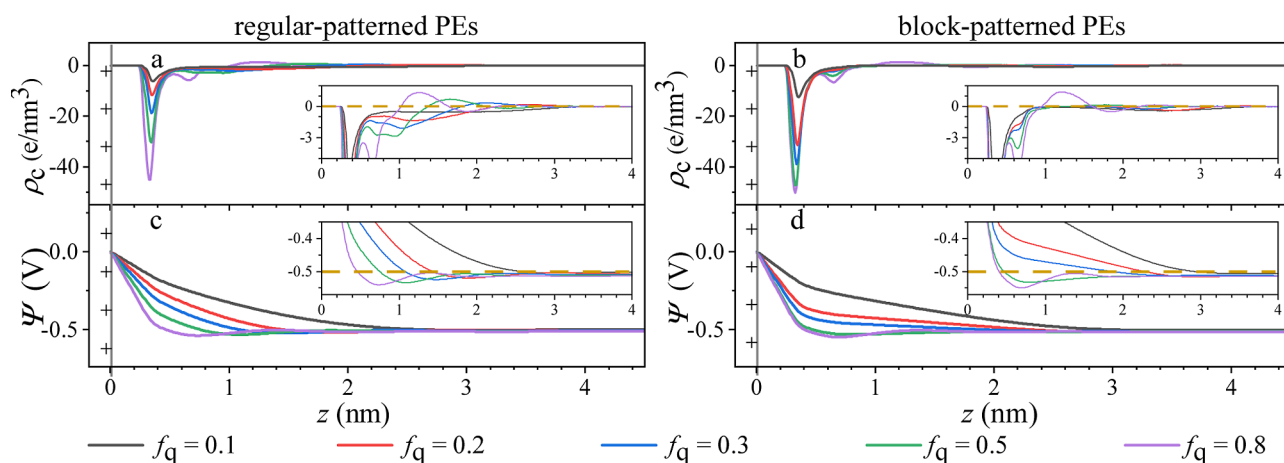 regular-patterned PEs
block-patterned PEs
a
b
0
-20
-40
ρc (e/nm³)
0
-3
0 1 2 3 4
0
-20
-40
ρc (e/nm³)
0
-3
0 1 2 3 4
c
d
0.0
-0.5
Ψ (V)
-0.4
-0.5
0 1 2 3 4
0.0
-0.5
Ψ (V)
-0.4
-0.5
0 1 2 3 4
+ + + + + + +
+ + + + + + +
0 1 2 3 4
0 1 2 3 4
z (nm)
z (nm)
fq = 0.1 fq = 0.2 fq = 0.3 fq = 0.5 fq = 0.8